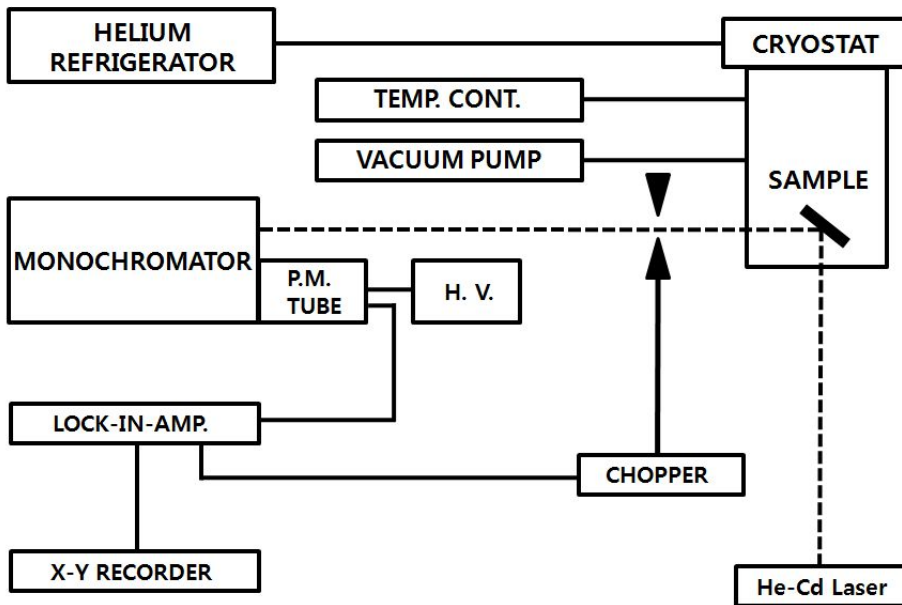 HELIUM
REFRIGERATOR
CRYOSTAT
TEMP. CONT.
VACUUM PUMP
SAMPLE
MONOCHROMATOR
P.M.
TUBE
H. V.
LOCK-IN-AMP.
CHOPPER
X-Y RECORDER
He-Cd Laser